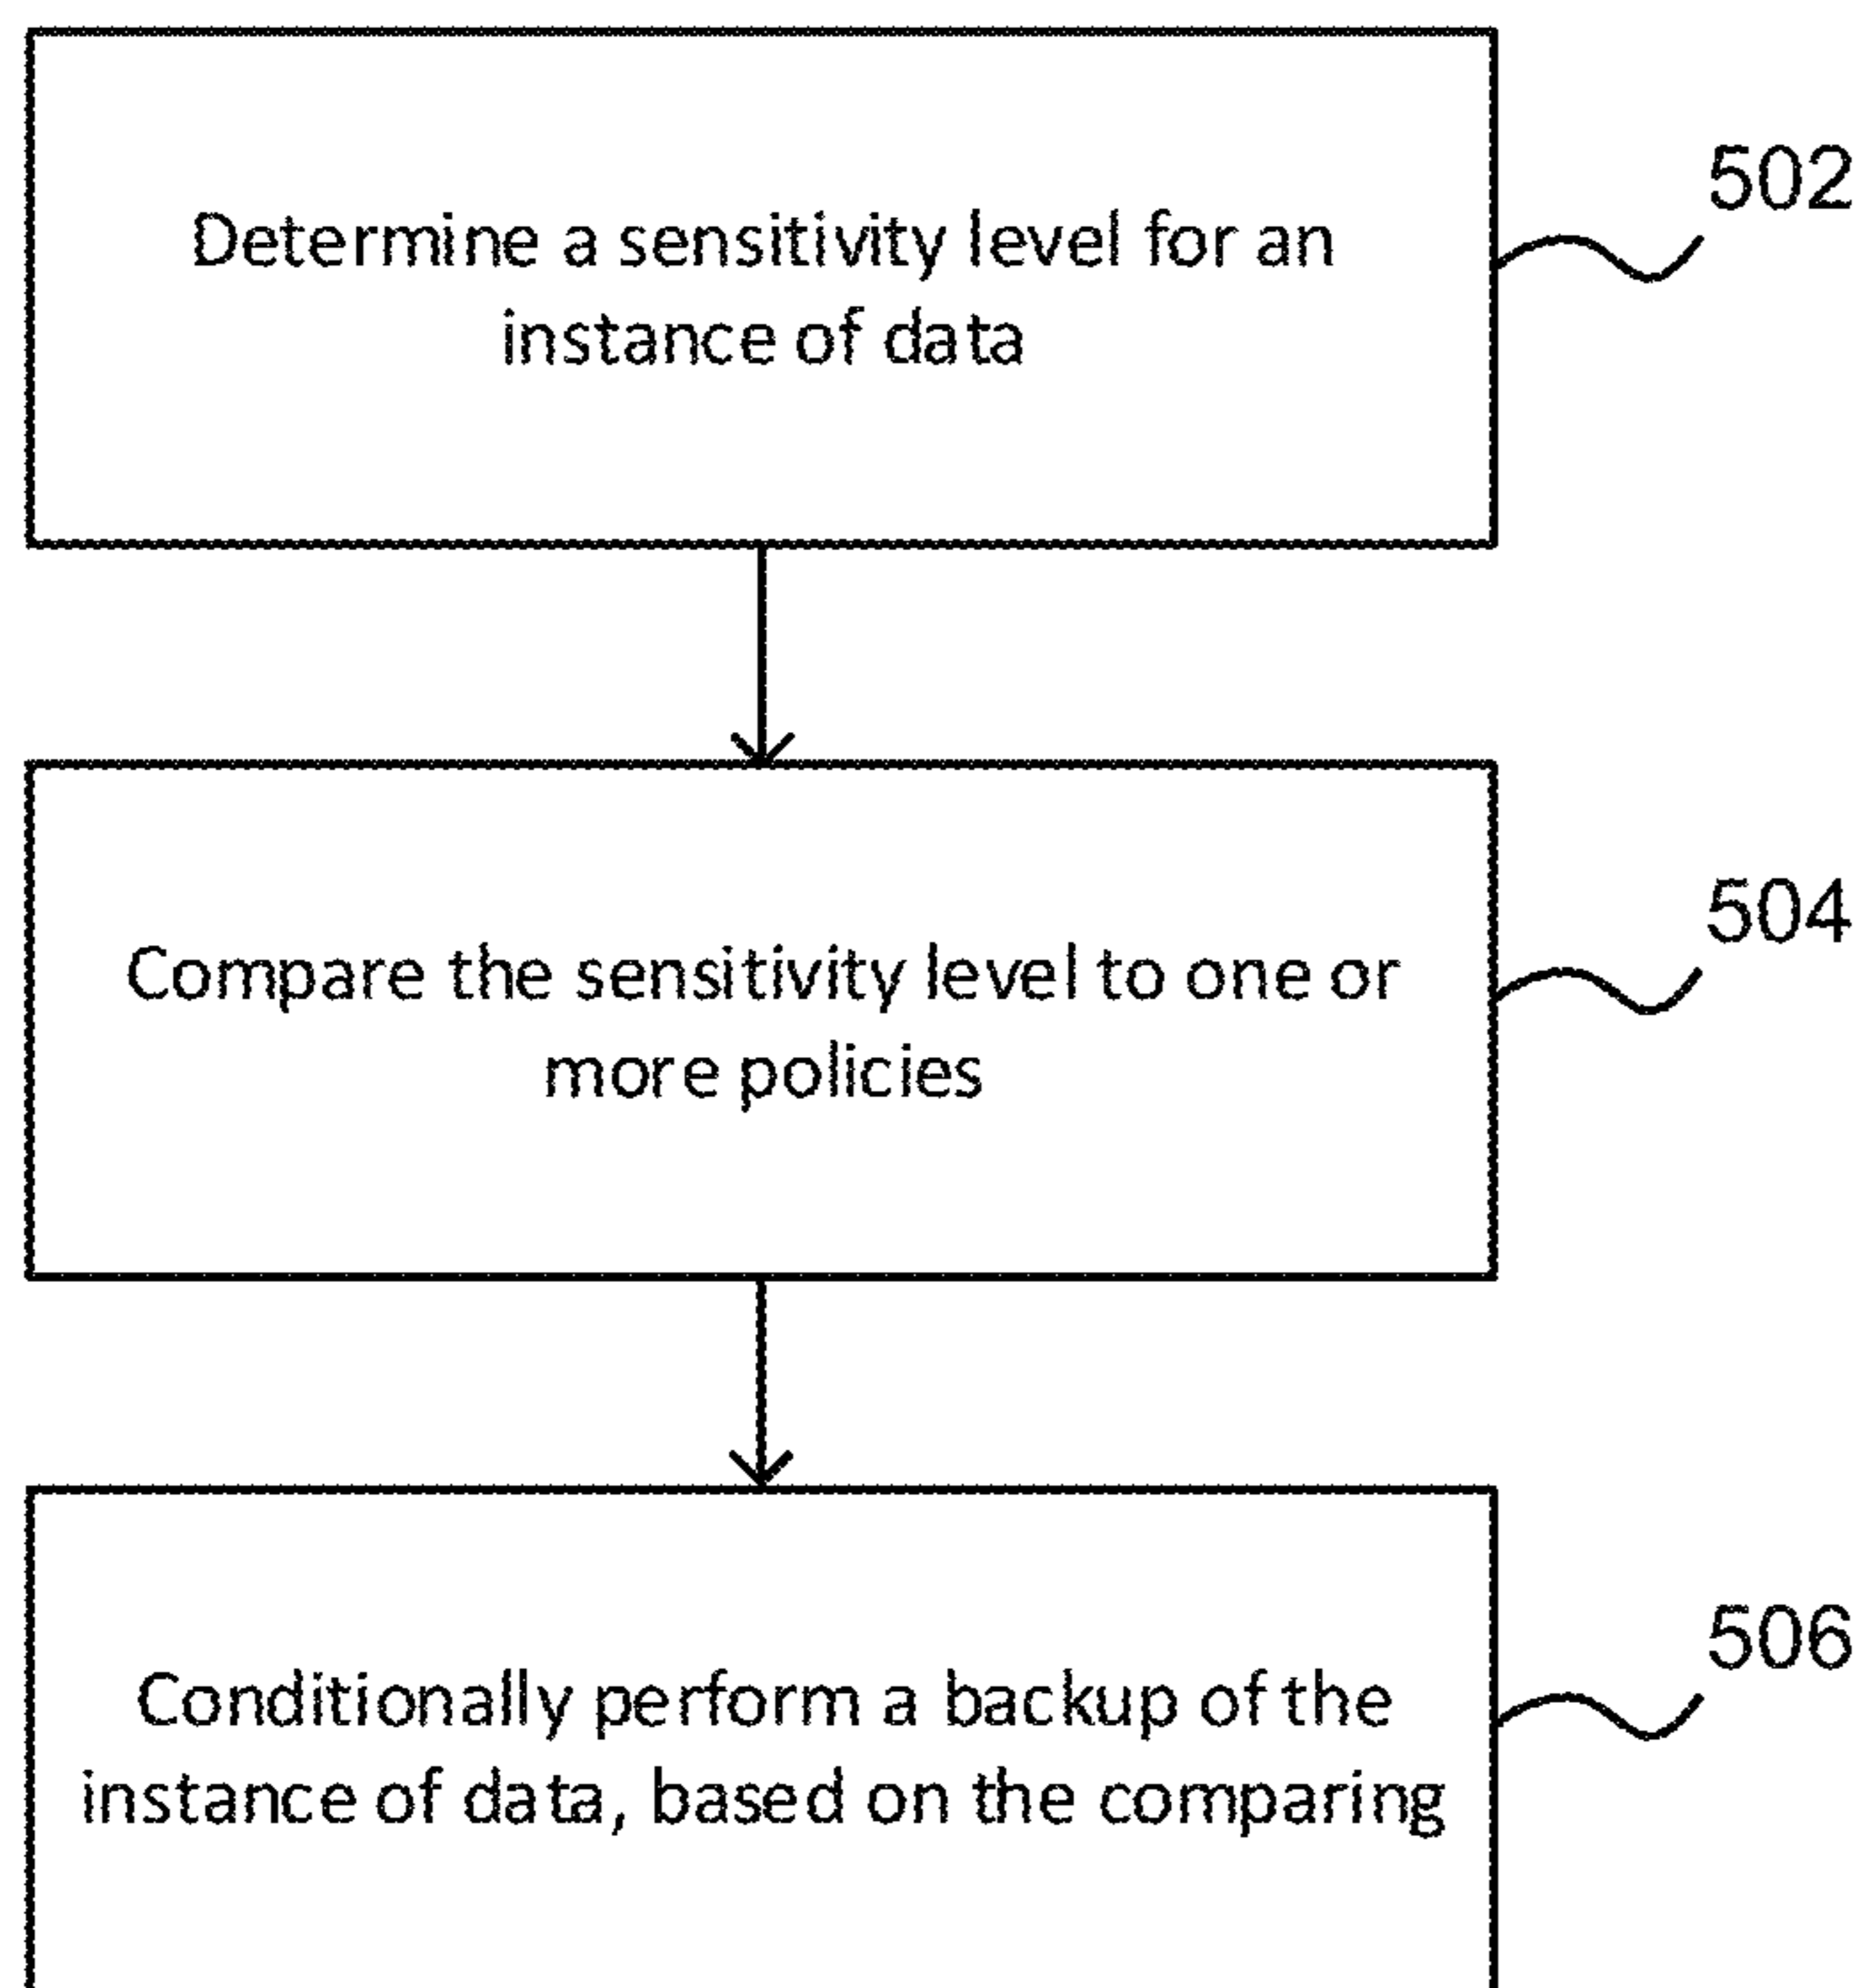 502
Determine a sensitivity level for an
instance of data
504
Compare the sensitivity level to one or
more policies
506
Conditionally perform a backup of the
instance of data, based on the comparing